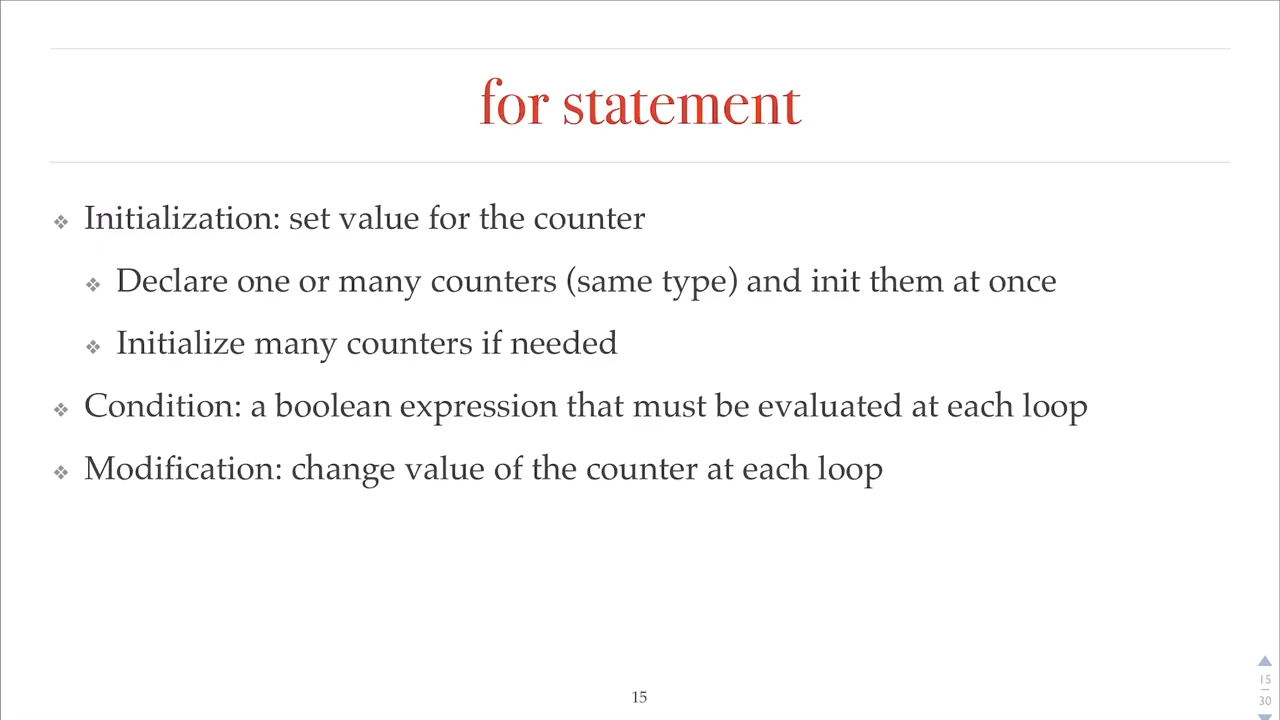 for statement
Initialization: set value for the counter
Declare one or many counters (same type) and init them at once
Initialize many counters if needed
Condition: a boolean expression that must be evaluated at each loop
Modification: change value of the counter at each loop
15
15
30